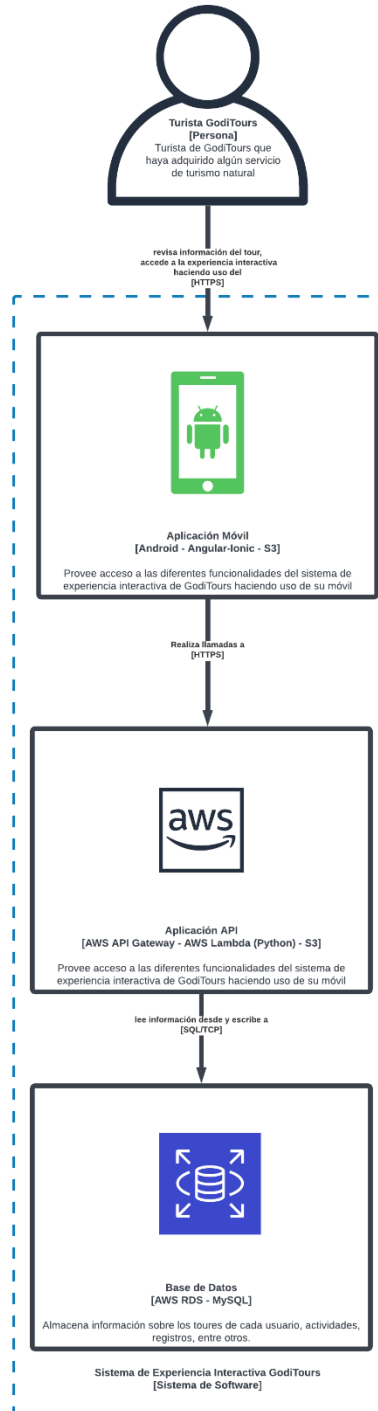 Turista GodiTours
[Persona]
Turista de GodiTours que
haya adquirido algún servicio
de turismo natural
revisa información del tour,
accede a la experiencia interactiva
haciendo uso del
[HTTPS]
Aplicación Móvil
[Android - Angular-Ionic - S3]
Provee acceso a las diferentes funcionalidades del sistema de
experiencia interactiva de GodiTours haciendo uso de su móvil
Realiza llamadas a
[HTTPS]
aws
Aplicación API
[AWS API Gateway - AWS Lambda (Python) - S3]
Provee acceso a las diferentes funcionalidades del sistema de
experiencia interactiva de GodiTours haciendo uso de su móvil
lee información desde y escribe a
[SQL/TCP]
Base de Datos
[AWS RDS - MySQL]
Almacena información sobre los toures de cada usuario, actividades,
registros, entre otros.
Sistema de Experiencia Interactiva GodiTours
[Sistema de Software]